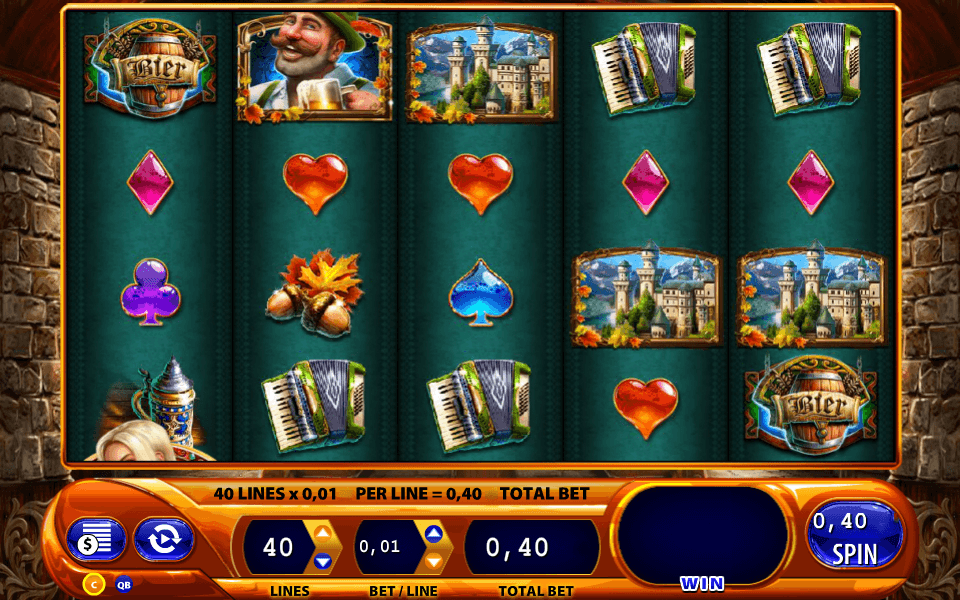 Bier
Bier
40 LINES x 0,01 PER LINE = 0,40 TOTAL BET
40
0,01
0,40
0,40
SPIN
$
C
QB
LINES
BET / LINE
TOTAL BET
WIN